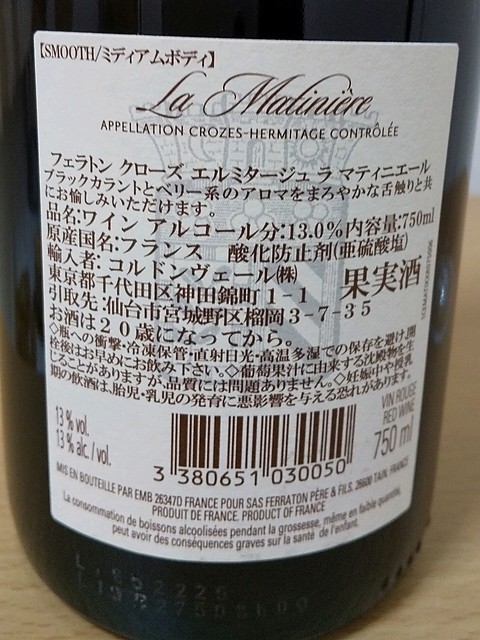 【SMOOTH/ミディアムボディ】
La Matinière
APPELLATION CROZES-HERMITAGE CONTRÔLÉE
フェラトン クローズ エルミタージュ ラ マティニエール
ブラックカラントとベリー系のアロマをまろやかな舌触りと共
にお愉しみいただけます。
品名:ワイン アルコール分:13.0%内容量:750ml
原産国名:フランス 酸化防止剤(亜硫酸塩)
輸入者:コルドンヴェール㈱
果実酒
東京都千代田区神田錦町1-1
引取先:仙台市宮城野区榴岡3-7-35
お酒は20歳になってから。
◇瓶への衝撃・冷凍保管・直射日光・高温多湿での保存を避け、開
栓後はお早めにお飲み下さい。◇葡萄果汁に由来する沈殿物を生
じることがありますが、品質には問題ありません。◇妊娠中や授乳
期の飲酒は、胎児・乳児の発育に悪影響を与える恐れがあります。
13 % vol.
13 % alc. / vol.
3 380651 030050
VIN ROUGE
RED WINE
750 ml
MIS EN BOUTEILLE PAR EMB 26347D FRANCE POUR SAS FERRATON PÈRE & FILS, 26600 TAIN, FRANCE
PRODUIT DE FRANCE. PRODUCT OF FRANCE
La consommation de boissons alcoolisées pendant la grossesse, même en faible quantité,
peut avoir des conséquences graves sur la santé de l'enfant.